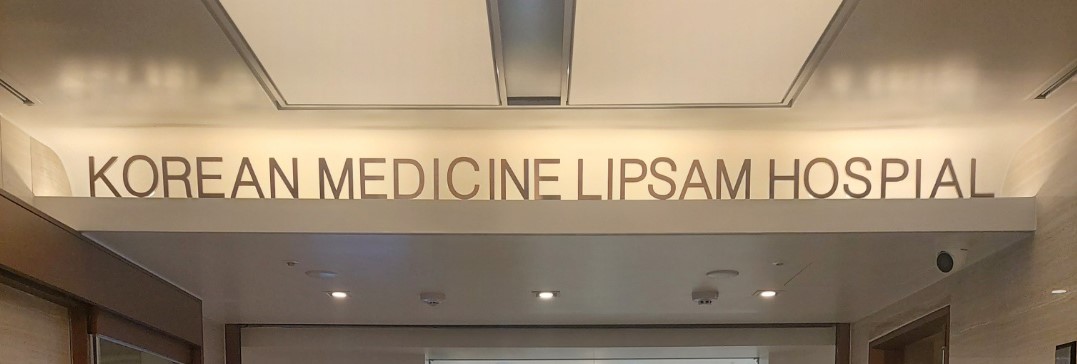 KOREAN MEDICINE LIPSAM HOSPIAL